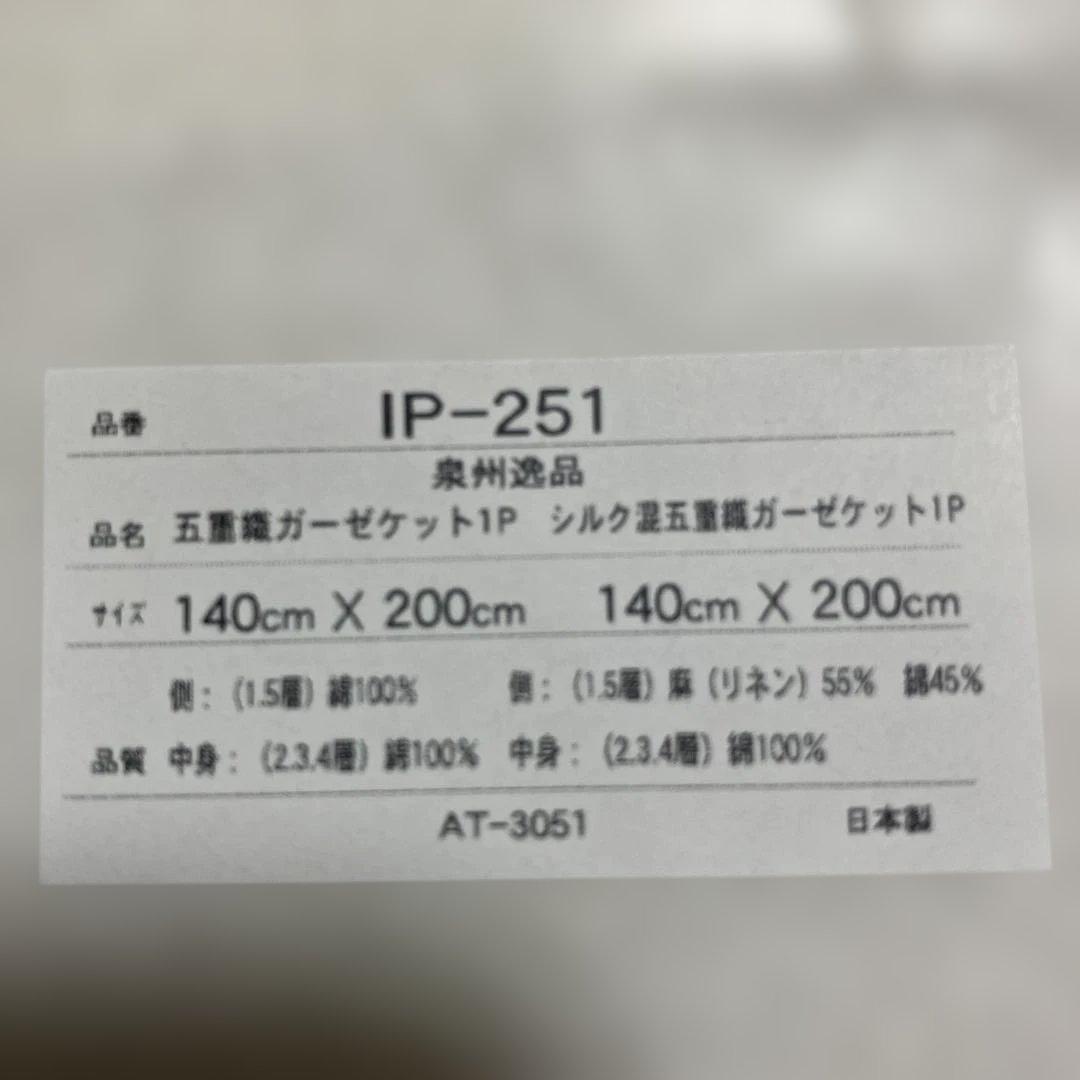 品番 IP-251
泉州逸品
品名 五重織ガーゼケット1P シルク混五重織ガーゼケット1P
サイズ 140cm X 200cm 140cm X 200cm
側:(1.5層)綿100% 側:(1.5層)麻(リネン)55% 綿45%
品質 中身:(2.3.4層)綿100% 中身:(2.3.4層)綿100%
AT-3051 日本製